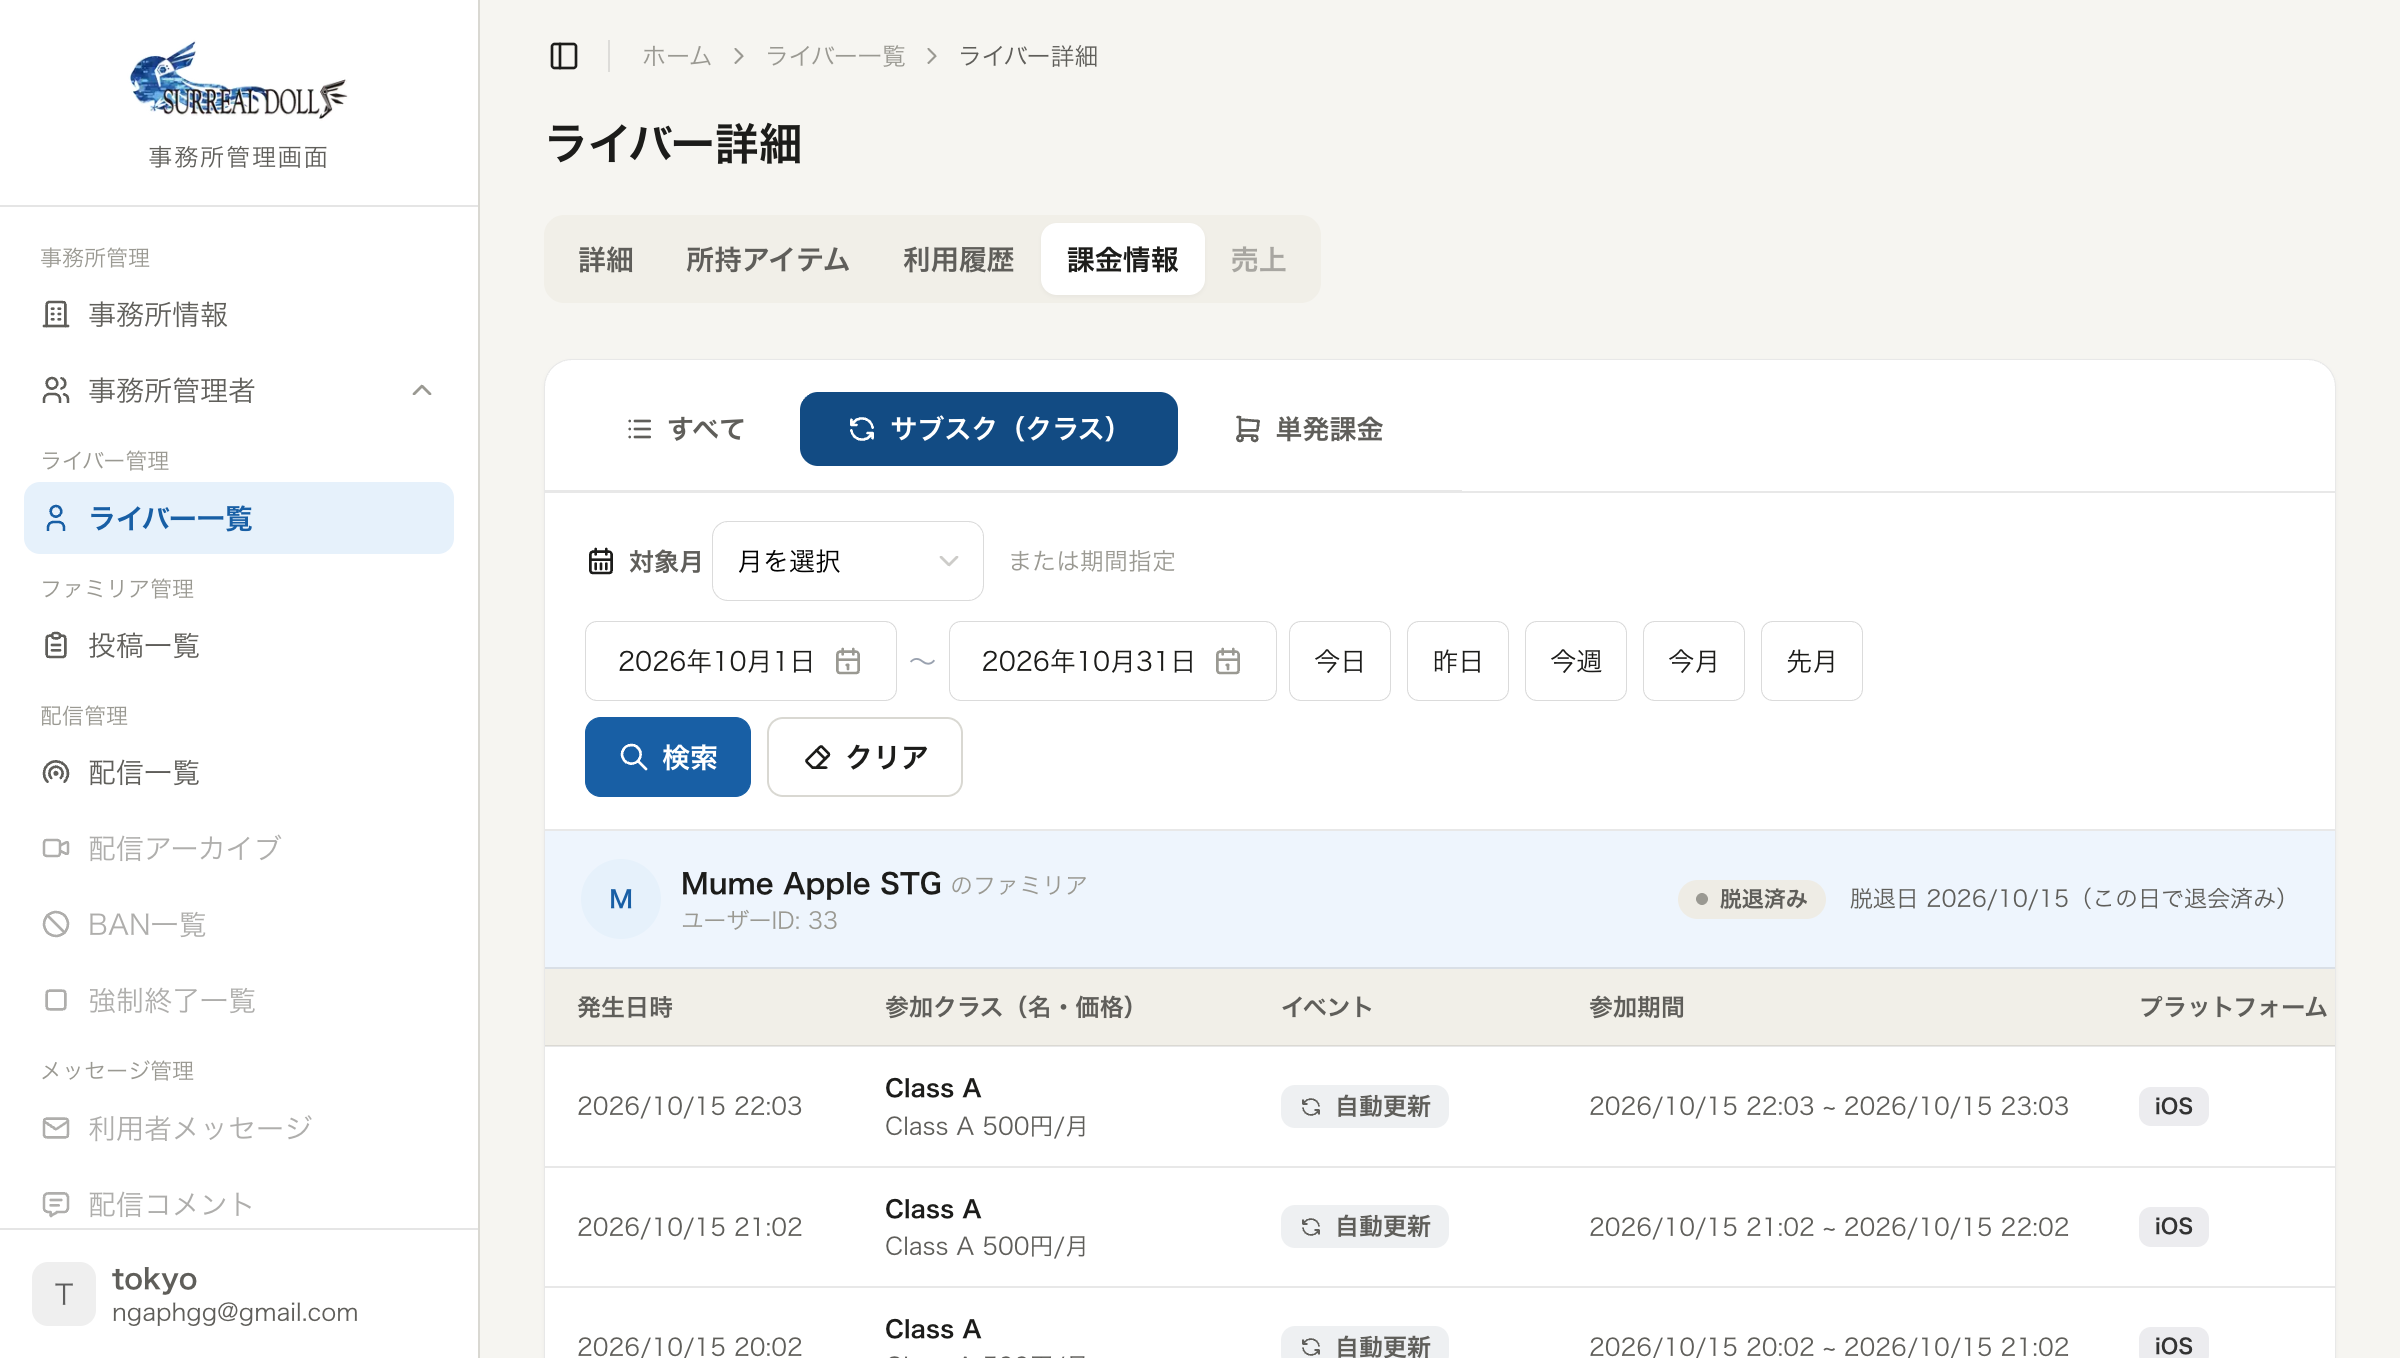 SURREAL DOLL
事務所管理画面
事務所管理
事務所情報
事務所管理者
ライバー管理
ライバー一覧
ファミリア管理
投稿一覧
配信管理
配信一覧
配信アーカイブ
BAN一覧
強制終了一覧
メッセージ管理
利用者メッセージ
配信コメント
T
tokyo
ngaphgg@gmail.com
ホーム > ライバー一覧 > ライバー詳細
ライバー詳細
詳細 所持アイテム 利用履歴 課金情報 売上
すべて サブスク（クラス） 単発課金
対象月 月を選択 または期間指定
2026年10月1日 〜 2026年10月31日 今日 昨日 今週 今月 先月
検索 クリア
M
Mume Apple STG のファミリア
ユーザーID: 33
脱退済み 脱退日 2026/10/15（この日で退会済み）
発生日時 参加クラス（名・価格） イベント 参加期間 プラットフォーム
2026/10/15 22:03 Class A 自動更新 2026/10/15 22:03 ~ 2026/10/15 23:03 iOS
Class A 500円/月
2026/10/15 21:02 Class A 自動更新 2026/10/15 21:02 ~ 2026/10/15 22:02 iOS
Class A 500円/月
2026/10/15 20:02 Class A 自動更新 2026/10/15 20:02 ~ 2026/10/15 21:02 iOS